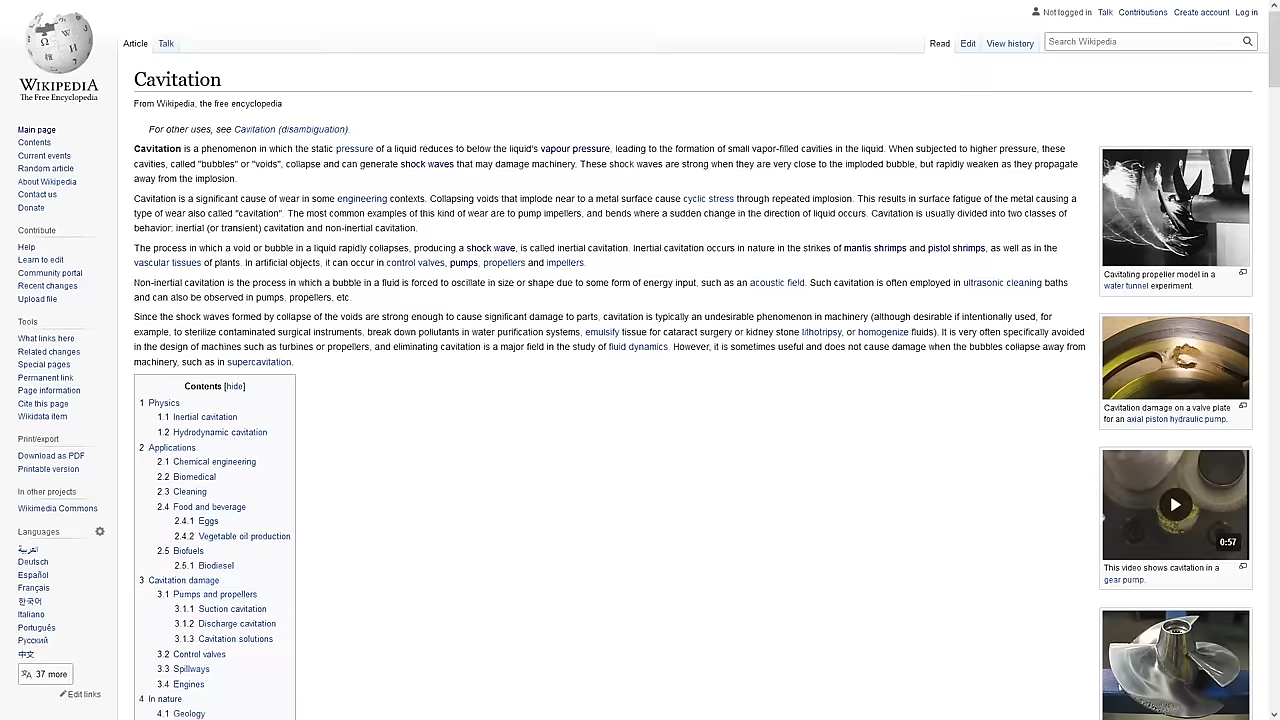 Not logged in Talk Contributions Create account Log in
Article Talk
Read Edit View history Search Wikipedia
WIKIPEDIA
The Free Encyclopedia
Main page
Contents
Current events
Random article
About Wikipedia
Contact us
Donate
Contribute
Help
Learn to edit
Community portal
Recent changes
Upload file
Tools
What links here
Related changes
Special pages
Permanent link
Page information
Cite this page
Wikidata item
Print/export
Download as PDF
Printable version
In other projects
Wikimedia Commons
Languages
العربية
Deutsch
Español
Français
한국어
Italiano
Português
Русский
中文
37 more
Edit links
Cavitation
From Wikipedia, the free encyclopedia
For other uses, see Cavitation (disambiguation).
Cavitation is a phenomenon in which the static pressure of a liquid reduces to below the liquid's vapour pressure, leading to the formation of small vapor-filled cavities in the liquid. When subjected to higher pressure, these
cavities, called "bubbles" or "voids", collapse and can generate shock waves that may damage machinery. These shock waves are strong when they are very close to the imploded bubble, but rapidly weaken as they propagate
away from the implosion.
Cavitation is a significant cause of wear in some engineering contexts. Collapsing voids that implode near to a metal surface cause cyclic stress through repeated implosion. This results in surface fatigue of the metal causing a
type of wear also called "cavitation". The most common examples of this kind of wear are to pump impellers, and bends where a sudden change in the direction of liquid occurs. Cavitation is usually divided into two classes of
behavior: inertial (or transient) cavitation and non-inertial cavitation.
The process in which a void or bubble in a liquid rapidly collapses, producing a shock wave, is called inertial cavitation. Inertial cavitation occurs in nature in the strikes of mantis shrimps and pistol shrimps, as well as in the
vascular tissues of plants. In artificial objects, it can occur in control valves, pumps, propellers and impellers.
Non-inertial cavitation is the process in which a bubble in a fluid is forced to oscillate in size or shape due to some form of energy input, such as an acoustic field. Such cavitation is often employed in ultrasonic cleaning baths
and can also be observed in pumps, propellers, etc.
Since the shock waves formed by collapse of the voids are strong enough to cause significant damage to parts, cavitation is typically an undesirable phenomenon in machinery (although desirable if intentionally used, for
example, to sterilize contaminated surgical instruments, break down pollutants in water purification systems, emulsify tissue for cataract surgery or kidney stone lithotripsy, or homogenize fluids). It is very often specifically avoided
in the design of machines such as turbines or propellers, and eliminating cavitation is a major field in the study of fluid dynamics. However, it is sometimes useful and does not cause damage when the bubbles collapse away from
machinery, such as in supercavitation.
Contents [hide]
1 Physics
1.1 Inertial cavitation
1.2 Hydrodynamic cavitation
2 Applications
2.1 Chemical engineering
2.2 Biomedical
2.3 Cleaning
2.4 Food and beverage
2.4.1 Eggs
2.4.2 Vegetable oil production
2.5 Biofuels
2.5.1 Biodiesel
3 Cavitation damage
3.1 Pumps and propellers
3.1.1 Suction cavitation
3.1.2 Discharge cavitation
3.1.3 Cavitation solutions
3.2 Control valves
3.3 Spillways
3.4 Engines
4 In nature
4.1 Geology
Cavitating propeller model in a
water tunnel experiment.
Cavitation damage on a valve plate
for an axial piston hydraulic pump.
0:57
This video shows cavitation in a
gear pump.